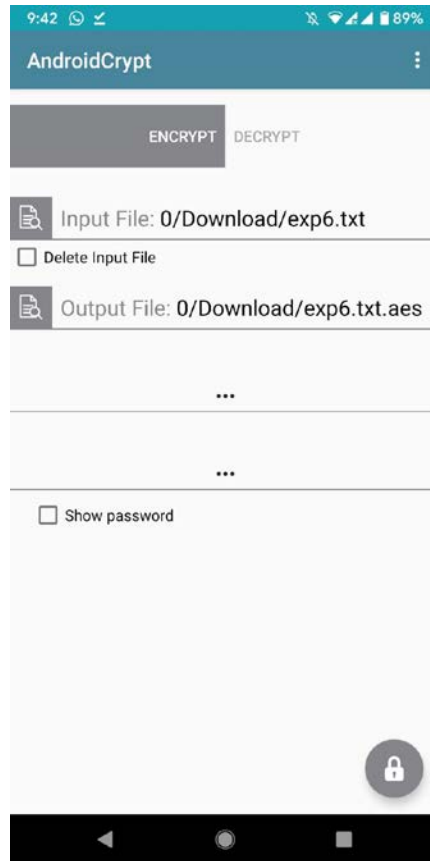 9:42 89%
AndroidCrypt
ENCRYPT DECRYPT
Input File: 0/Download/exp6.txt
Delete Input File
Output File: 0/Download/exp6.txt.aes
...
...
Show password